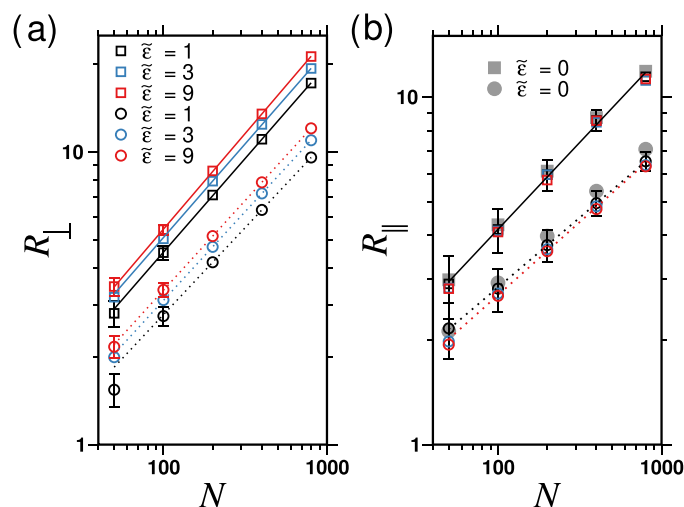 (a)
ε̃ = 1
ε̃ = 3
ε̃ = 9
ε̃ = 1
ε̃ = 3
ε̃ = 9
R⊥
10
1
100
1000
N
(b)
ε̃ = 0
ε̃ = 0
R∥
10
1
100
1000
N